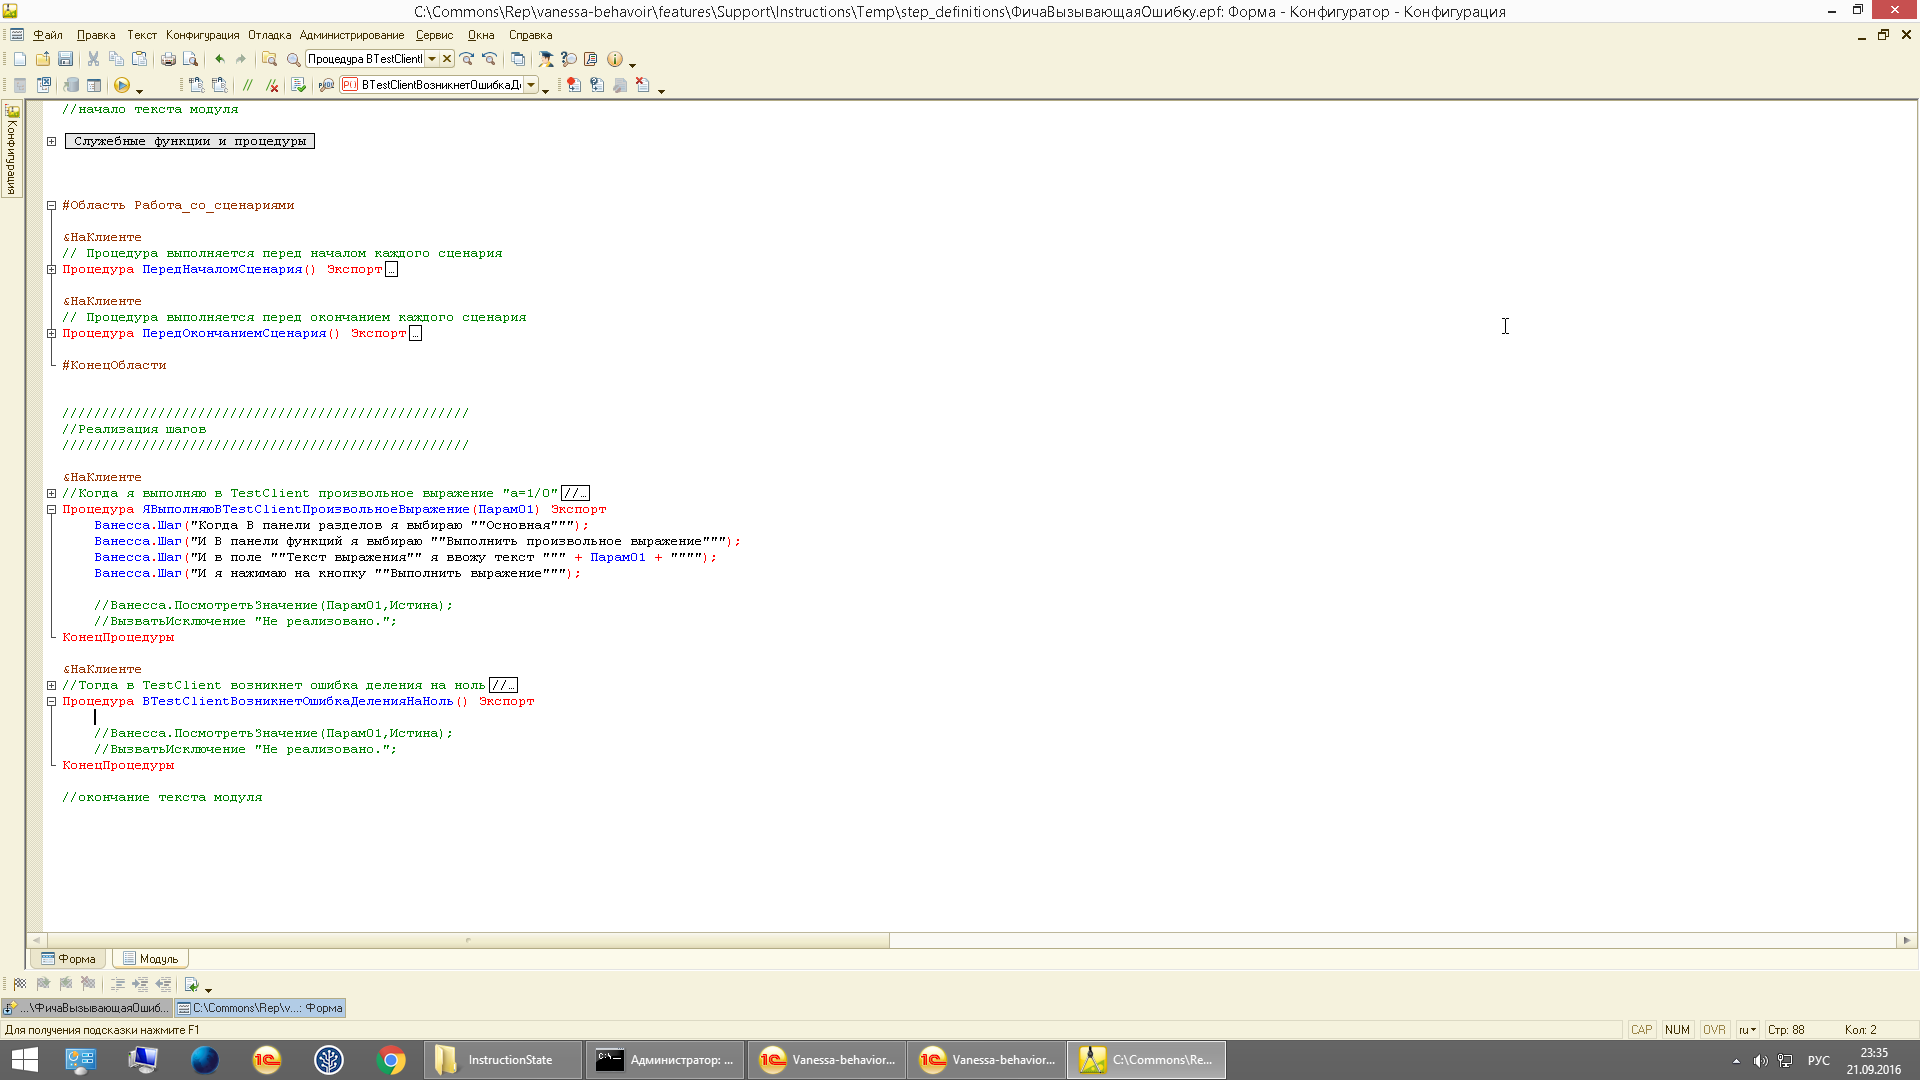 C:\Commons\Rep\vanessa-behavoir\features\Support\Instructions\Temp\step_definitions\ФичаВызывающаяОшибку.epf: Форма - Конфигуратор - Конфигурация
Файл Правка Текст Конфигурация Отладка Администрирование Сервис Окна Справка
Процедура BTestClientI
ВTestClientВозникнетОшибкаДе
Конфигурация
//начало текста модуля
Служебные функции и процедуры
#Область Работа_со_сценариями
&НаКлиенте
// Процедура выполняется перед началом каждого сценария
Процедура ПередНачаломСценария() Экспорт...
&НаКлиенте
// Процедура выполняется перед окончанием каждого сценария
Процедура ПередОкончаниемСценария() Экспорт...
#КонецОбласти
///////////////////////////////////////////////////
//Реализация шагов
///////////////////////////////////////////////////
&НаКлиенте
//Когда я выполняю в TestClient произвольное выражение "а=1/0" //...
Процедура ЯВыполняюВTestClientПроизвольноеВыражение(Парам01) Экспорт
Ванесса.Шаг("Когда В панели разделов я выбираю ""Основная""");
Ванесса.Шаг("И В панели функций я выбираю ""Выполнить произвольное выражение""");
Ванесса.Шаг("И в поле ""Текст выражения"" я ввожу текст """ + Парам01 + """");
Ванесса.Шаг("И я нажимаю на кнопку ""Выполнить выражение""");
//Ванесса.ПосмотретьЗначение(Парам01,Истина);
//ВызватьИсключение "Не реализовано.";
КонецПроцедуры
&НаКлиенте
//Тогда в TestClient возникнет ошибка деления на ноль //...
Процедура ВTestClientВозникнетОшибкаДеленияНаНоль() Экспорт
//Ванесса.ПосмотретьЗначение(Парам01,Истина);
//ВызватьИсключение "Не реализовано.";
КонецПроцедуры
//окончание текста модуля
Форма Модуль
...\ФичаВызывающаяОшиб... C:\Commons\Rep\v...: Форма
Для получения подсказки нажмите F1 CAP NUM OVR ru Стр: 88 Кол: 2
InstructionState Администратор: ... Vanessa-behavior... Vanessa-behavior... C:\Commons\Re... РУС 23:35
21.09.2016